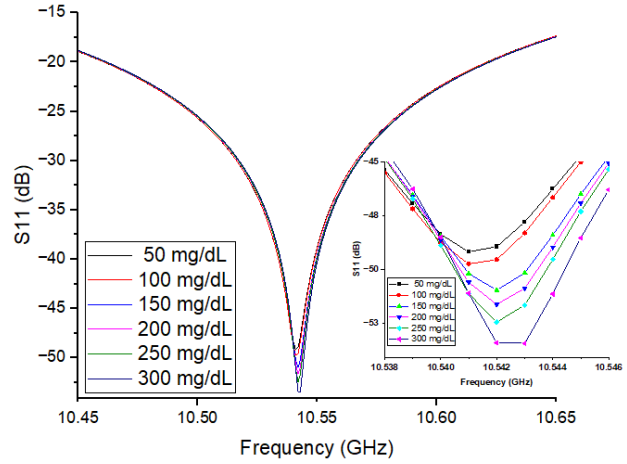 −15
−20
−25
−30
−35
−40
−45
−50
S11 (dB)
50 mg/dL
100 mg/dL
150 mg/dL
200 mg/dL
250 mg/dL
300 mg/dL
10.45
10.50
10.55
10.60
10.65
Frequency (GHz)
-45
-48
-50
-53
S11 (dB)
50 mg/dL
100 mg/dL
150 mg/dL
200 mg/dL
250 mg/dL
300 mg/dL
10.538
10.540
10.542
10.544
10.546
Frequency (GHz)